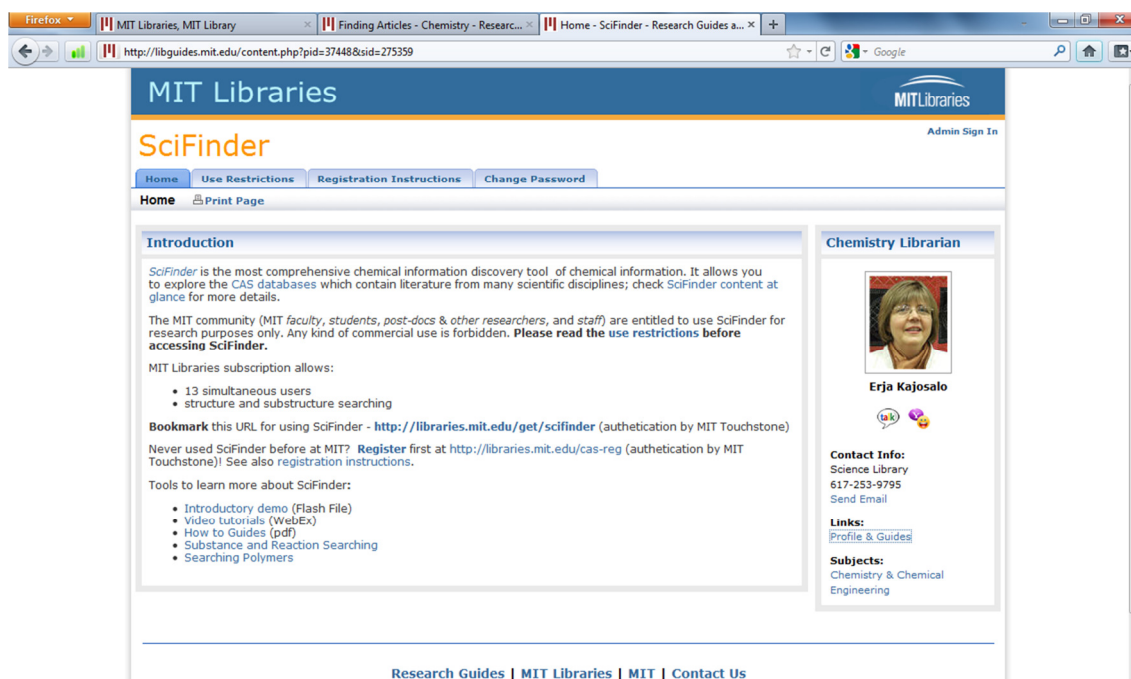 Firefox
MIT Libraries, MIT Library
Finding Articles - Chemistry - Researc...
Home - SciFinder - Research Guides a...
http://libguides.mit.edu/content.php?pid=37448&sid=275359
Google
MIT Libraries
MITLibraries
SciFinder
Admin Sign In
Home
Use Restrictions
Registration Instructions
Change Password
Home
Print Page
Introduction
SciFinder is the most comprehensive chemical information discovery tool of chemical information. It allows you
to explore the CAS databases which contain literature from many scientific disciplines; check SciFinder content at
glance for more details.
The MIT community (MIT faculty, students, post-docs & other researchers, and staff) are entitled to use SciFinder for
research purposes only. Any kind of commercial use is forbidden. Please read the use restrictions before
accessing SciFinder.
MIT Libraries subscription allows:
• 13 simultaneous users
• structure and substructure searching
Bookmark this URL for using SciFinder - http://libraries.mit.edu/get/scifinder (authetication by MIT Touchstone)
Never used SciFinder before at MIT? Register first at http://libraries.mit.edu/cas-reg (authetication by MIT
Touchstone)! See also registration instructions.
Tools to learn more about SciFinder:
• Introductory demo (Flash File)
• Video tutorials (WebEx)
• How to Guides (pdf)
• Substance and Reaction Searching
• Searching Polymers
Chemistry Librarian
Erja Kajosalo
talk
Contact Info:
Science Library
617-253-9795
Send Email
Links:
Profile & Guides
Subjects:
Chemistry & Chemical
Engineering
Research Guides | MIT Libraries | MIT | Contact Us